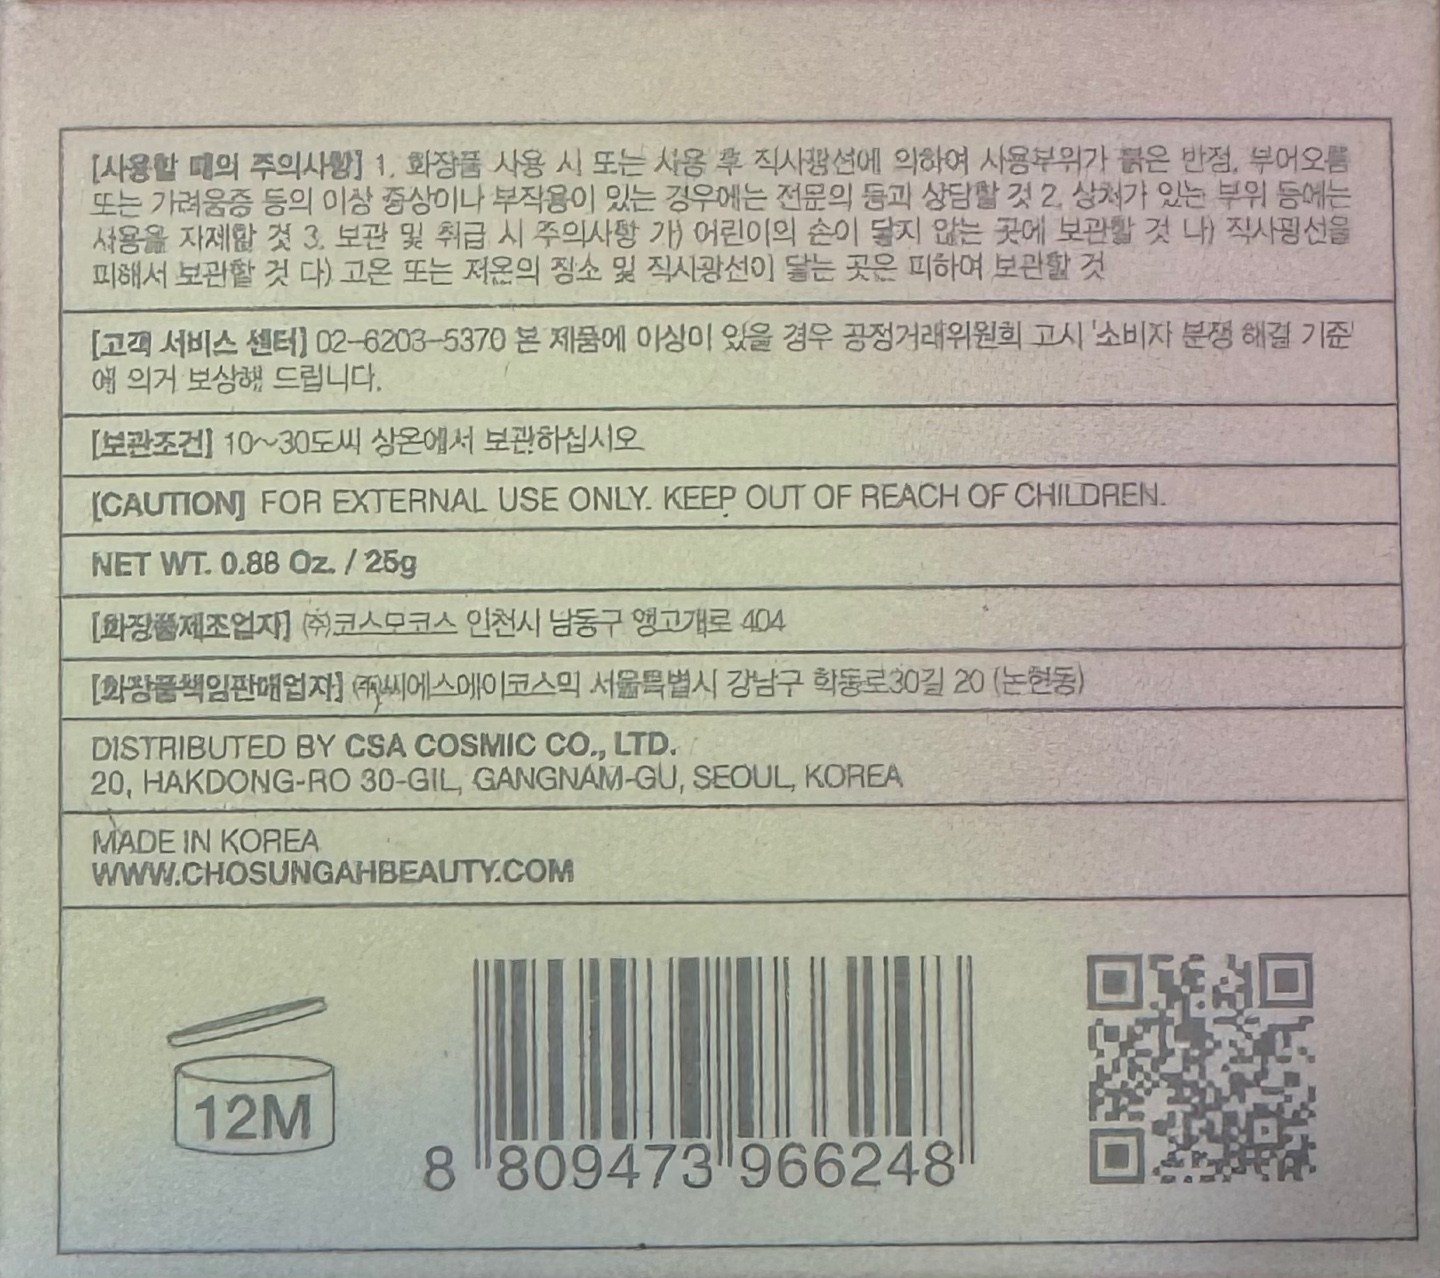 [사용할 때의 주의사항] 1. 화장품 사용 시 또는 사용 후 직사광선에 의하여 사용부위가 붉은 반점, 부어오름
또는 가려움증 등의 이상 증상이나 부작용이 있는 경우에는 전문의 등과 상담할 것 2. 상처가 있는 부위 등에는
사용을 자제할 것 3. 보관 및 취급 시 주의사항 가) 어린이의 손이 닿지 않는 곳에 보관할 것 나) 직사광선을
피해서 보관할 것 다) 고온 또는 저온의 장소 및 직사광선이 닿는 곳은 피하여 보관할 것
[고객 서비스 센터] 02-6203-5370 본 제품에 이상이 있을 경우 공정거래위원회 고시 '소비자 분쟁 해결 기준'
에 의거 보상해 드립니다.
[보관조건] 10~30도씨 상온에서 보관하십시오
[CAUTION] FOR EXTERNAL USE ONLY. KEEP OUT OF REACH OF CHILDREN.
NET WT. 0.88 Oz. / 25g
[화장품제조업자] ㈜코스모코스 인천시 남동구 앵고개로 404
[화장품책임판매업자] ㈜씨에스에이코스믹 서울특별시 강남구 학동로30길 20 (논현동)
DISTRIBUTED BY CSA COSMIC CO., LTD.
20, HAKDONG-RO 30-GIL, GANGNAM-GU, SEOUL, KOREA
MADE IN KOREA
WWW.CHOSUNGAHBEAUTY.COM
12M
8 809473 966248